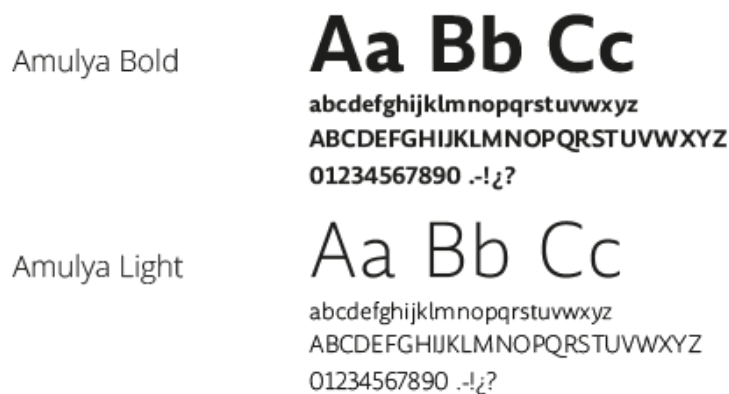 Amulya Bold
Aa Bb Cc
abcdefghijklmnopqrstuvwxyz
ABCDEFGHIJKLMNOPQRSTUVWXYZ
01234567890 .-!¿?
Amulya Light
Aa Bb Cc
abcdefghijklmnopqrstuvwxyz
ABCDEFGHIJKLMNOPQRSTUVWXYZ
01234567890 .-!¿?